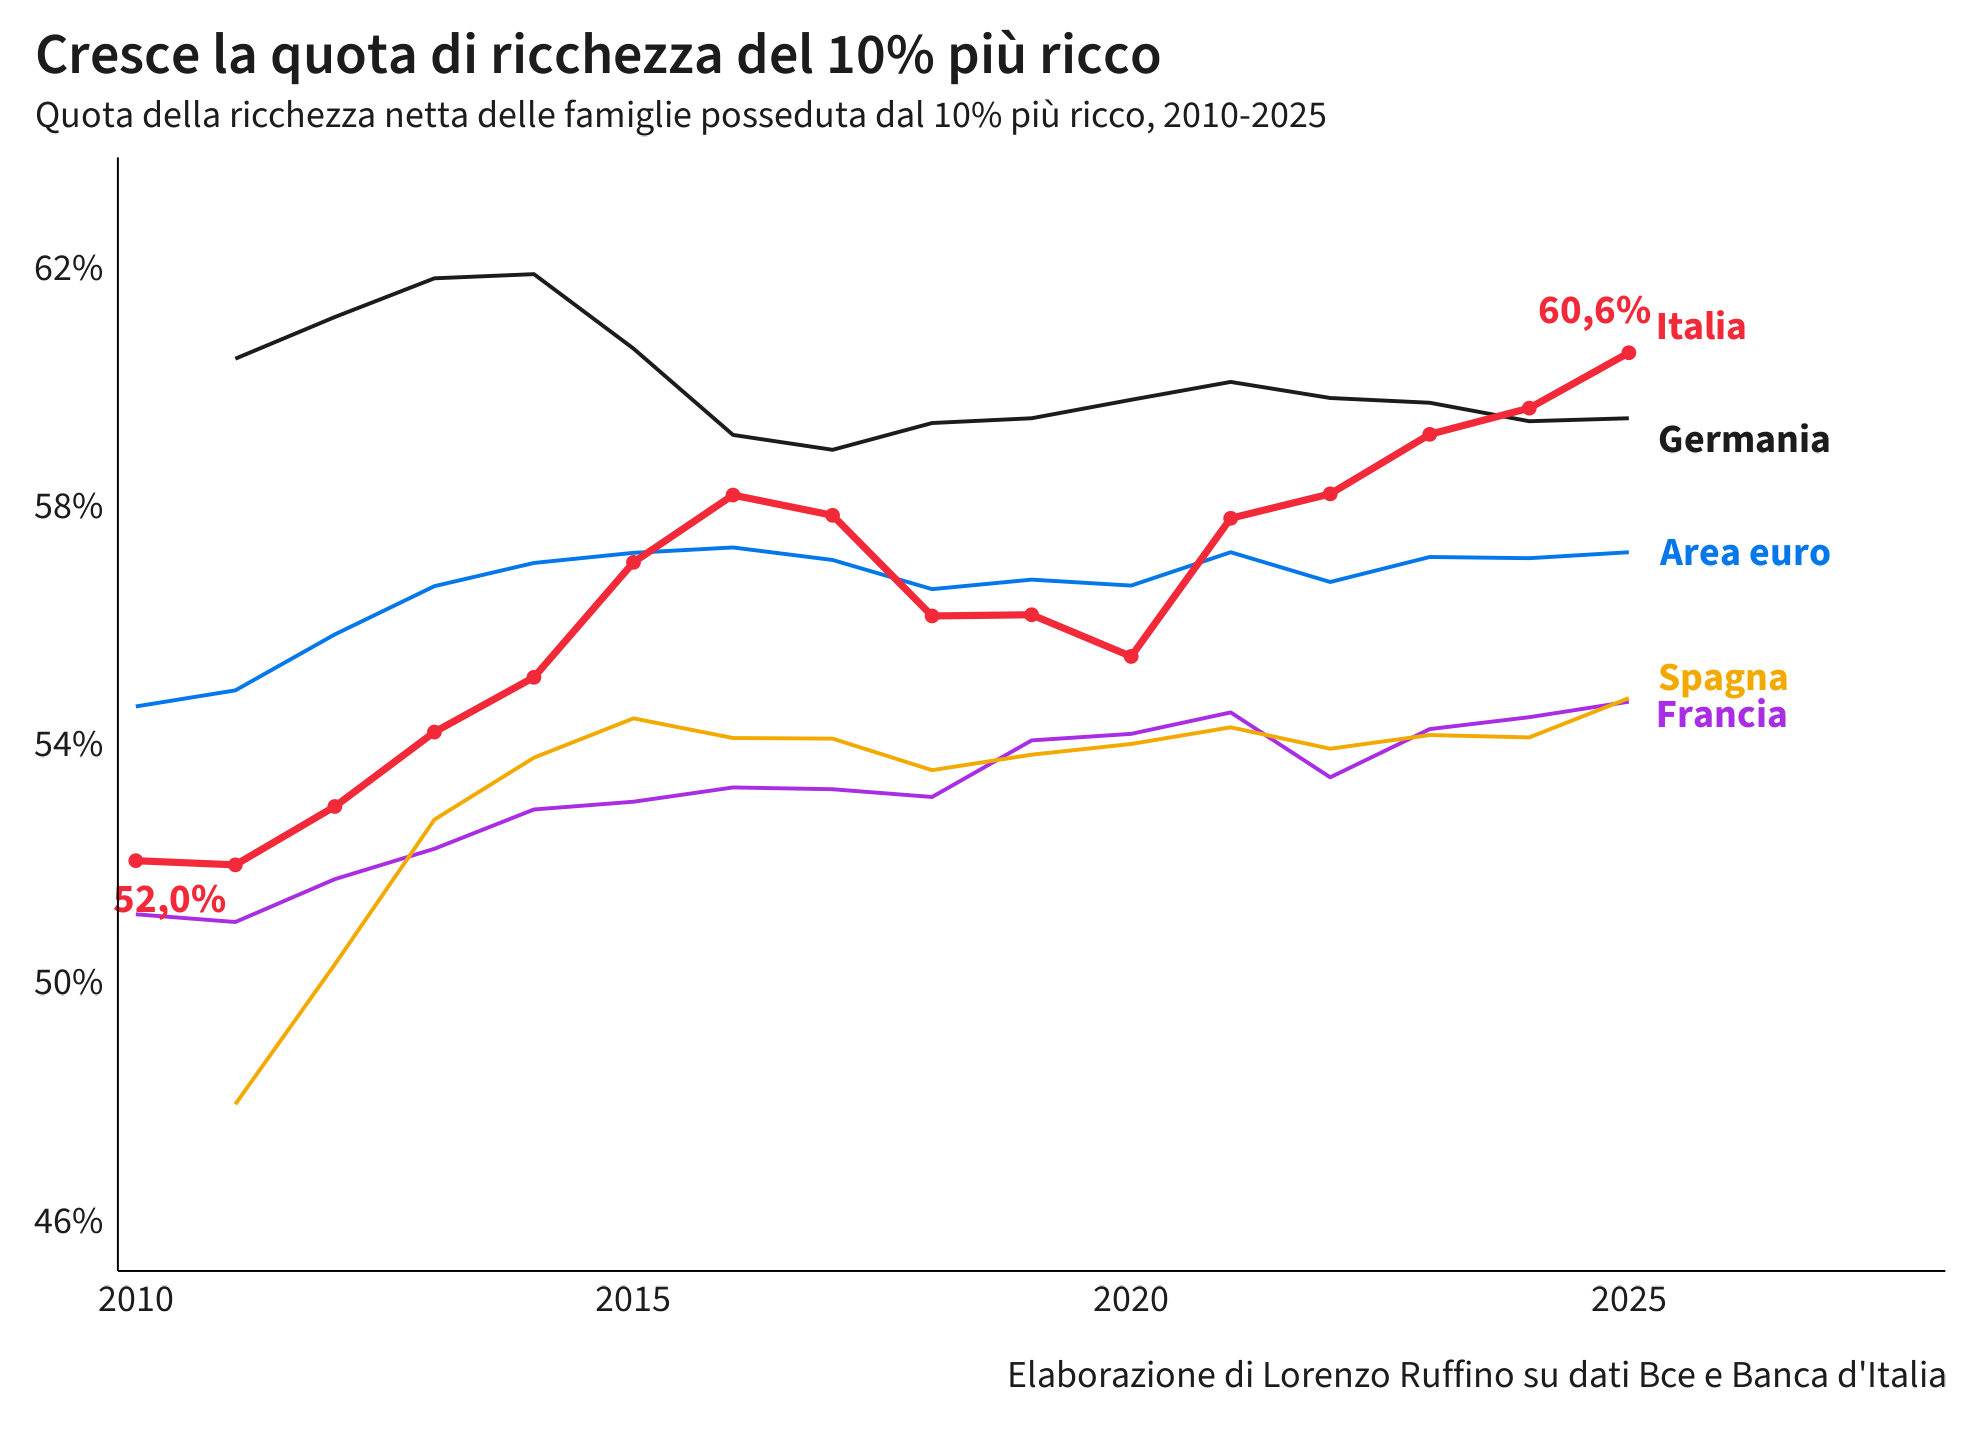 Cresce la quota di ricchezza del 10% più ricco
Quota della ricchezza netta delle famiglie posseduta dal 10% più ricco, 2010-2025
62%
60,6%
Italia
Germania
58%
Area euro
Spagna
Francia
54%
52,0%
50%
46%
2010
2015
2020
2025
Elaborazione di Lorenzo Ruffino su dati Bce e Banca d'Italia